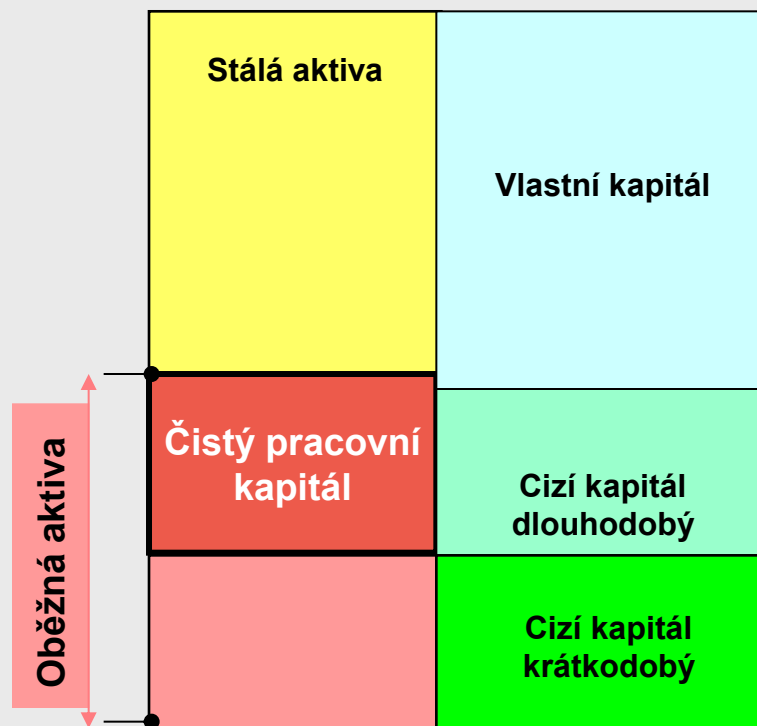 Stálá aktiva
Vlastní kapitál
Čistý pracovní
kapitál
Oběžná aktiva
Cizí kapitál
dlouhodobý
Cizí kapitál
krátkodobý